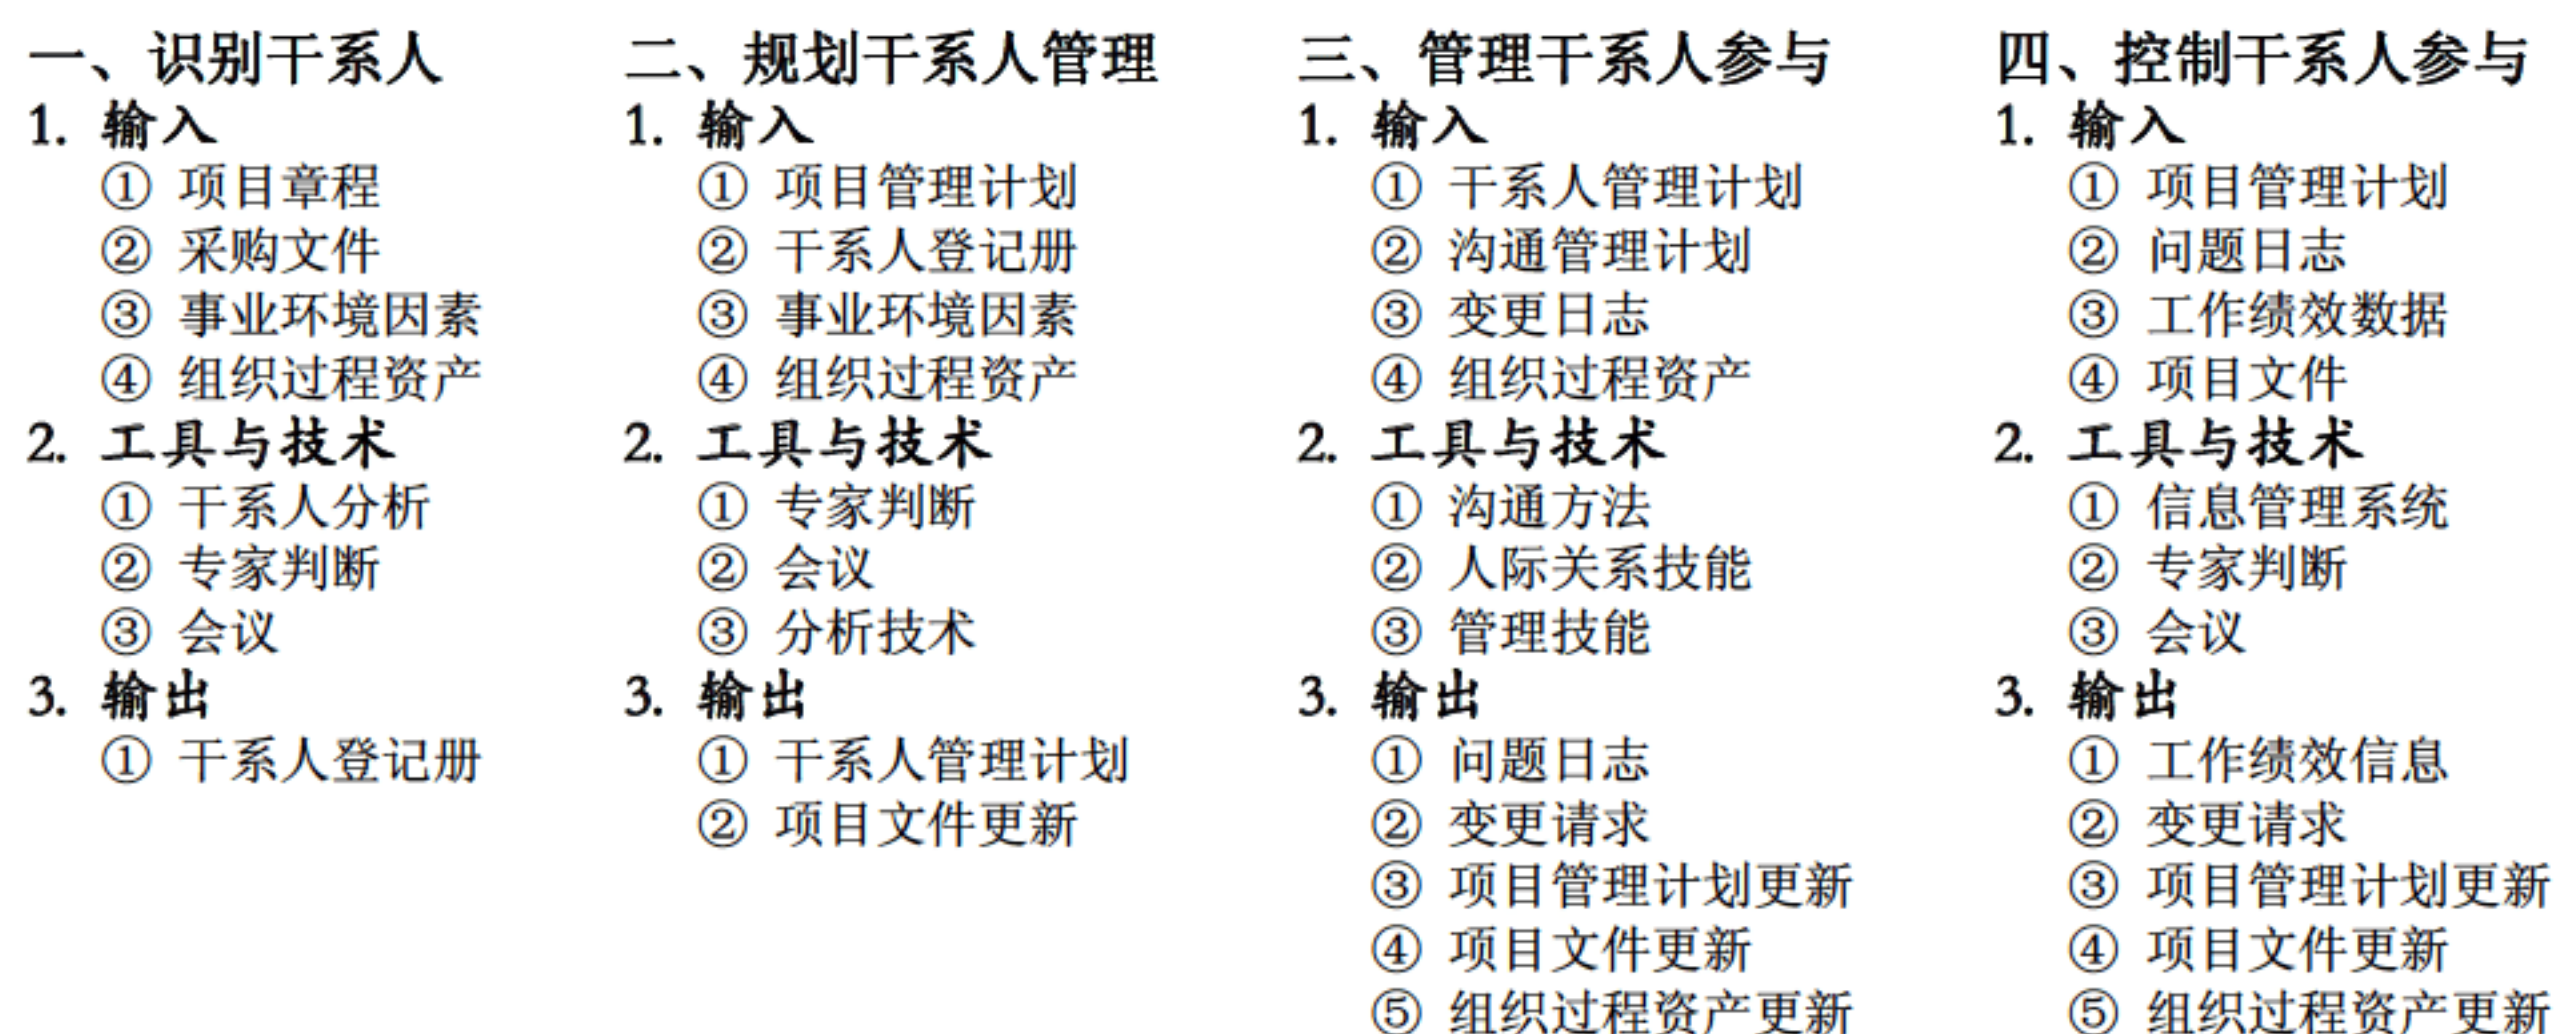 一、识别干系人
1. 输入
① 项目章程
② 采购文件
③ 事业环境因素
④ 组织过程资产
2. 工具与技术
① 干系人分析
② 专家判断
③ 会议
3. 输出
① 干系人登记册
二、规划干系人管理
1. 输入
① 项目管理计划
② 干系人登记册
③ 事业环境因素
④ 组织过程资产
2. 工具与技术
① 专家判断
② 会议
③ 分析技术
3. 输出
① 干系人管理计划
② 项目文件更新
三、管理干系人参与
1. 输入
① 干系人管理计划
② 沟通管理计划
③ 变更日志
④ 组织过程资产
2. 工具与技术
① 沟通方法
② 人际关系技能
③ 管理技能
3. 输出
① 问题日志
② 变更请求
③ 项目管理计划更新
④ 项目文件更新
⑤ 组织过程资产更新
四、控制干系人参与
1. 输入
① 项目管理计划
② 问题日志
③ 工作绩效数据
④ 项目文件
2. 工具与技术
① 信息管理系统
② 专家判断
③ 会议
3. 输出
① 工作绩效信息
② 变更请求
③ 项目管理计划更新
④ 项目文件更新
⑤ 组织过程资产更新